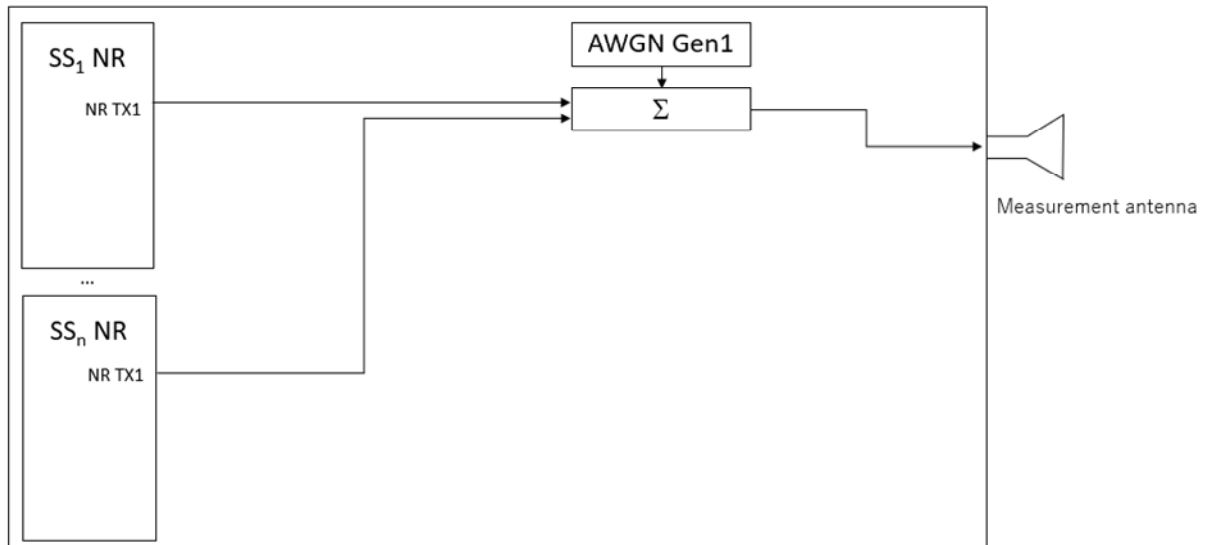 SS1 NR
NR TX1
...
SSn NR
NR TX1
AWGN Gen1
Σ
Measurement antenna